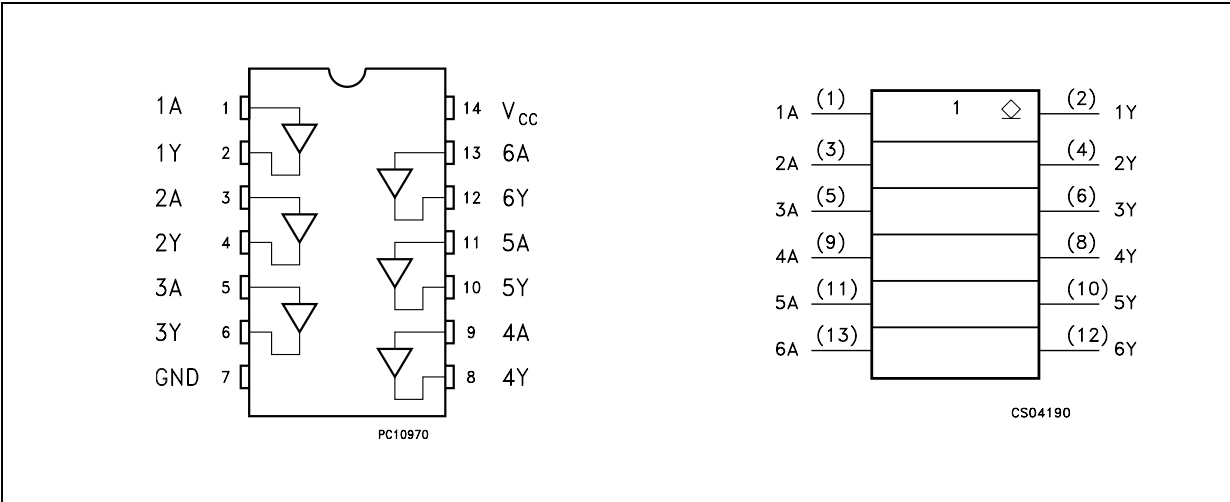 1A 1 14 VCC
1Y 2 13 6A
2A 3 12 6Y
2Y 4 11 5A
3A 5 10 5Y
3Y 6 9 4A
GND 7 8 4Y
PC10970
1A (1) 1 (2) 1Y
2A (3) (4) 2Y
3A (5) (6) 3Y
4A (9) (8) 4Y
5A (11) (10) 5Y
6A (13) (12) 6Y
CS04190